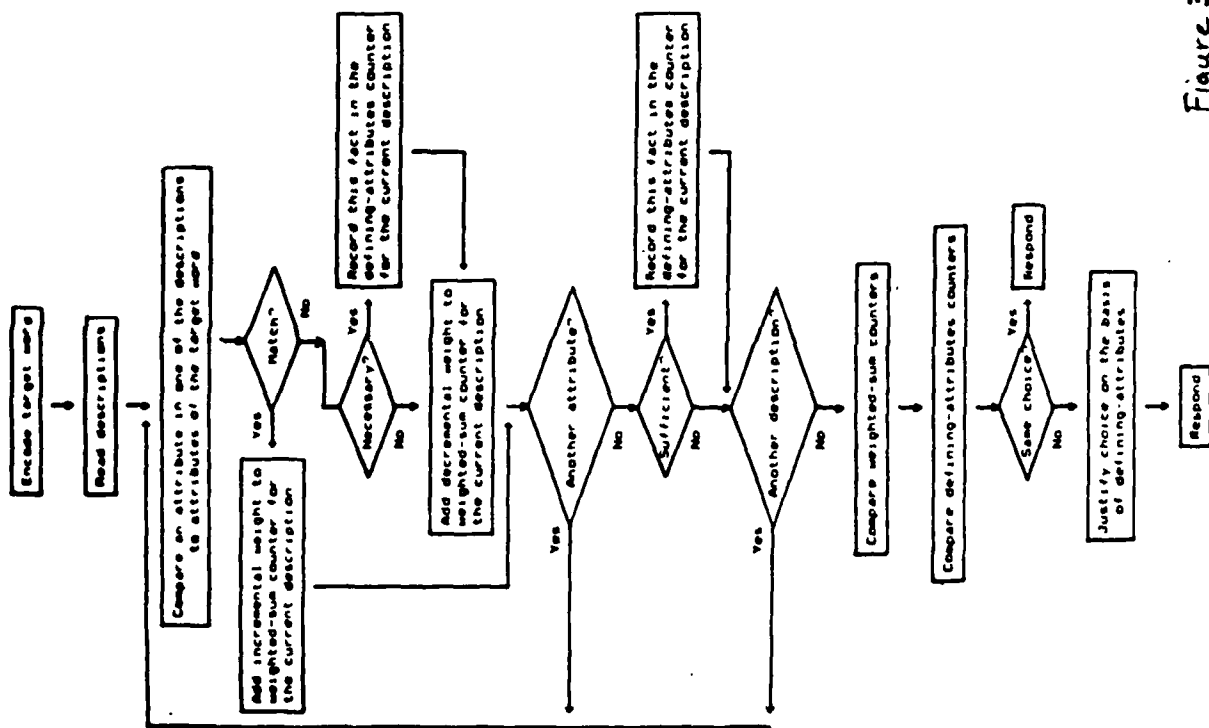 Encode target word
Read descriptions
Compare an attribute in one of the descriptions
to attributes of the target word
Match?
Yes
No
Add incremental weight to
weighted-sum counter for
the current description
Necessary?
Yes
No
Record this fact in the
defining-attributes counter
for the current description
Add decremental weight to
weighted-sum counter for
the current description
Another attribute?
Yes
No
Sufficient?
Yes
No
Record this fact in the
defining-attributes counter
for the current description
Another description?
Yes
No
Compare weighted-sum counters
Compare defining-attributes counters
Same choice?
Yes
Respond
No
Justify choice on the basis
of defining-attributes
Respond
Figure